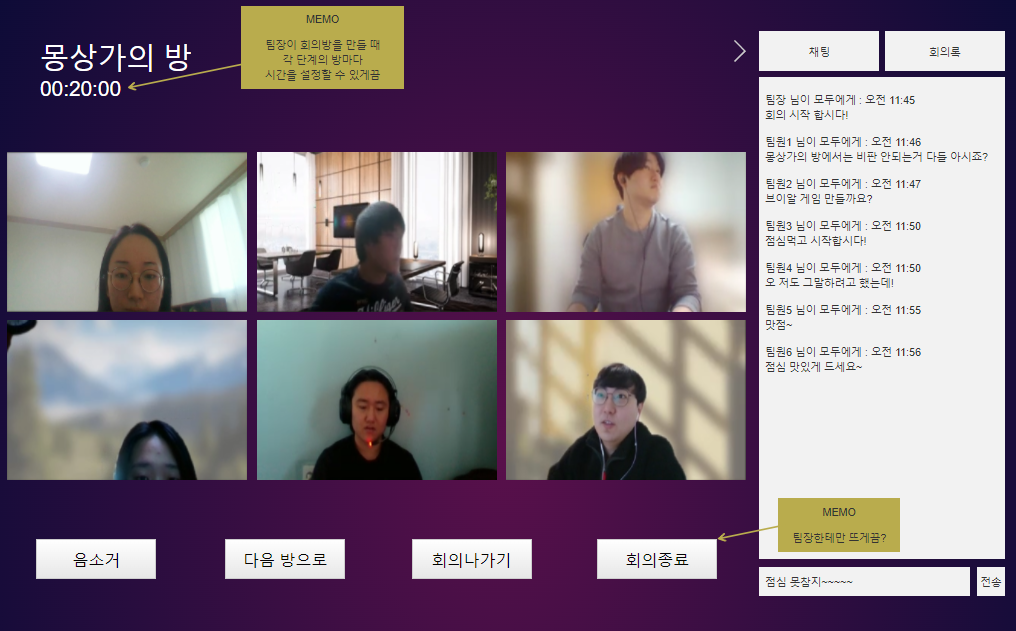 몽상가의 방
00:20:00
MEMO
팀장이 회의방을 만들 때
각 단계의 방마다
시간을 설정할 수 있게끔
채팅
회의록
팀장 님이 모두에게 : 오전 11:45
회의 시작 합시다!
팀원1 님이 모두에게 : 오전 11:46
몽상가의 방에서는 비판 안되는거 다들 아시죠?
팀원2 님이 모두에게 : 오전 11:47
브이알 게임 만들까요?
팀원3 님이 모두에게 : 오전 11:50
점심먹고 시작합시다!
팀원4 님이 모두에게 : 오전 11:50
오 저도 그말하려고 했는데!
팀원5 님이 모두에게 : 오전 11:55
맛점~
팀원6 님이 모두에게 : 오전 11:56
점심 맛있게 드세요~
MEMO
팀장한테만 뜨게끔?
음소거
다음 방으로
회의나가기
회의종료
점심 못참지~~~~~
전송